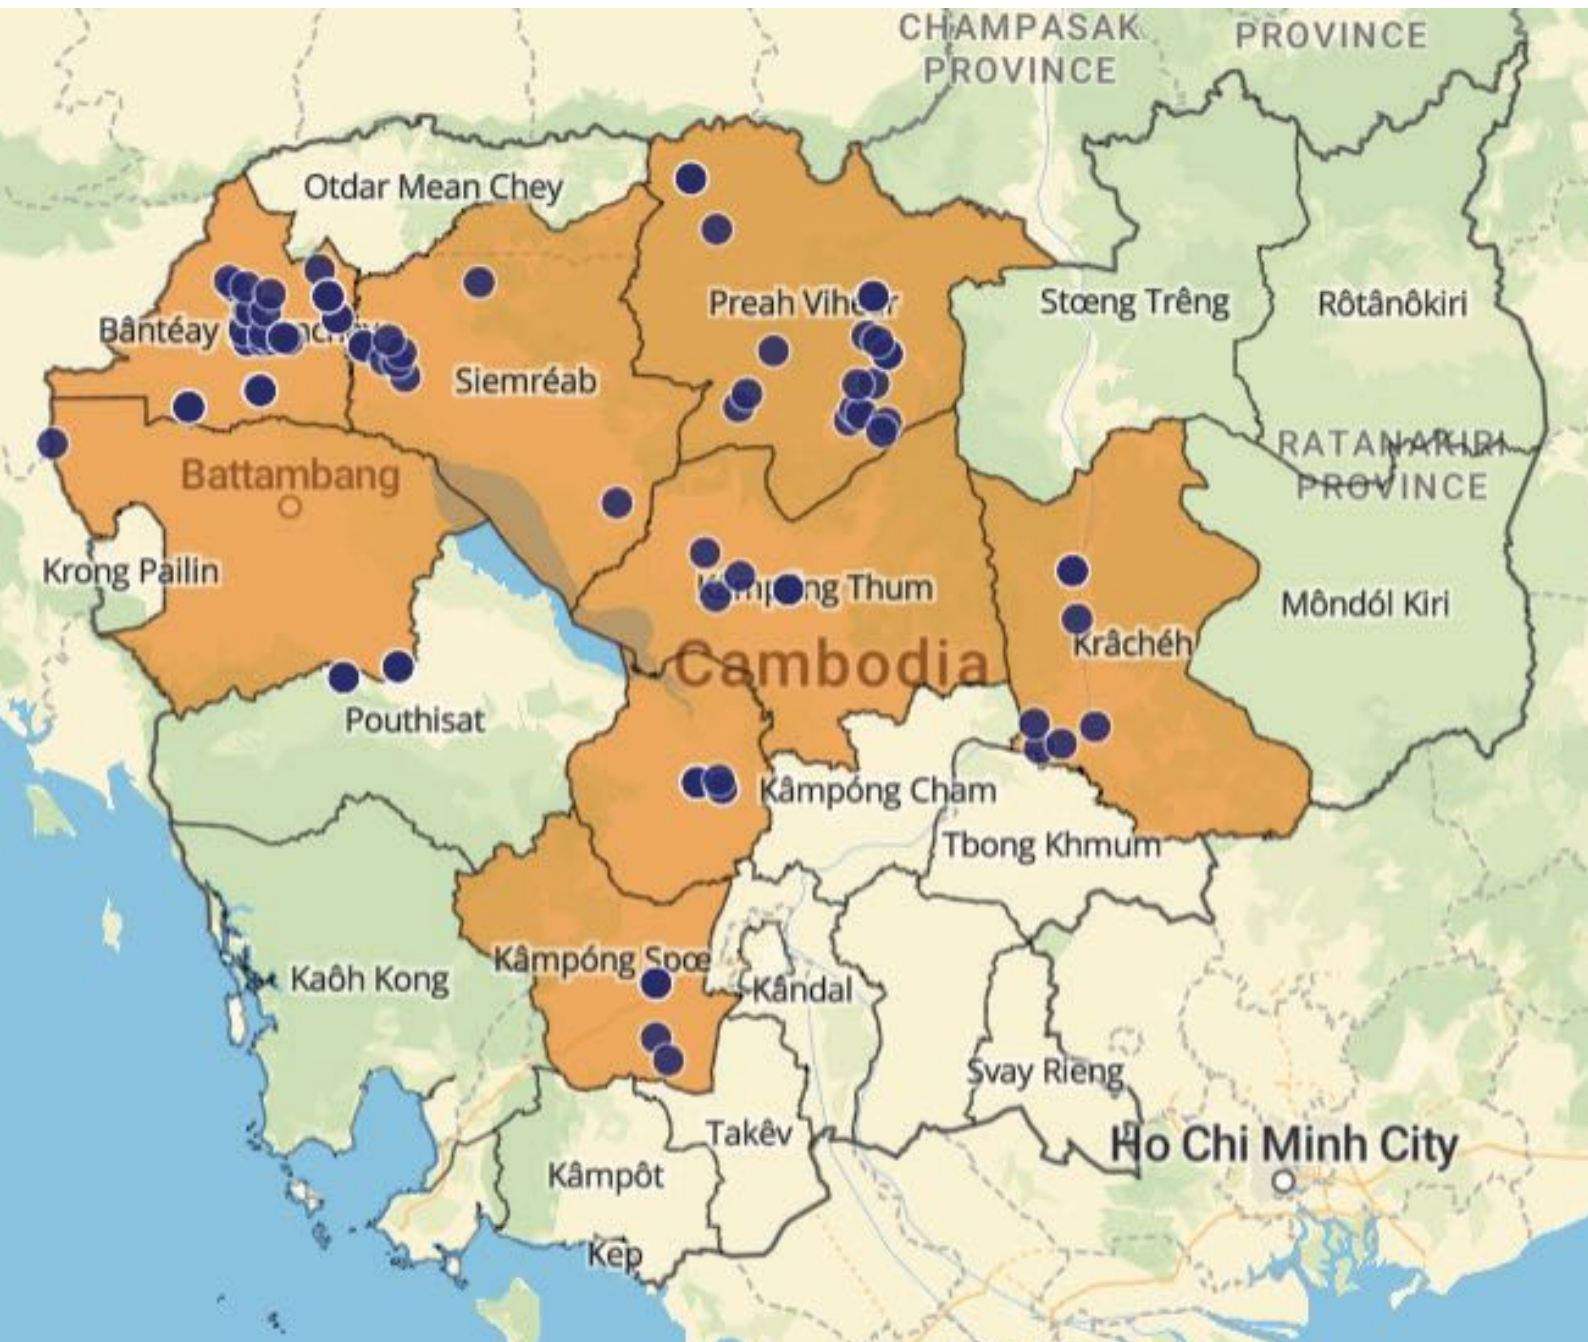 CHAMPASAK
PROVINCE
PROVINCE
Otdar Mean Chey
Preah Vihear
Stœng Trêng
Rôtânôkiri
Bântéay
Siemréab
RATANAKIRI
PROVINCE
Battambang
Krong Pailin
Thum
Môndól Kiri
Krâchéh
Cambodia
Pouthisat
Kâmpóng Cham
Tbong Khmum
Kâmpóng Spœ
Kaôh Kong
Kândal
Svay Rieng
Takêv
Ho Chi Minh City
Kâmpôt
Kep